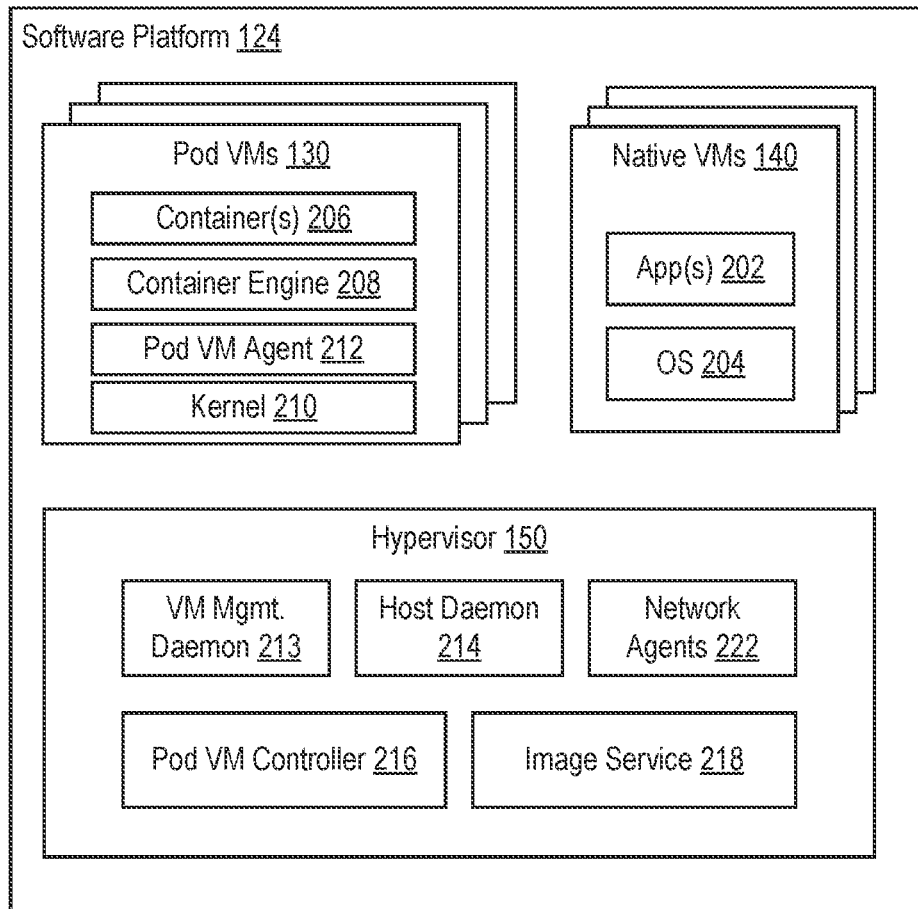 Software Platform 124
Pod VMs 130
Container(s) 206
Container Engine 208
Pod VM Agent 212
Kernel 210
Native VMs 140
App(s) 202
OS 204
Hypervisor 150
VM Mgmt.
Daemon 213
Host Daemon
214
Network
Agents 222
Pod VM Controller 216
Image Service 218